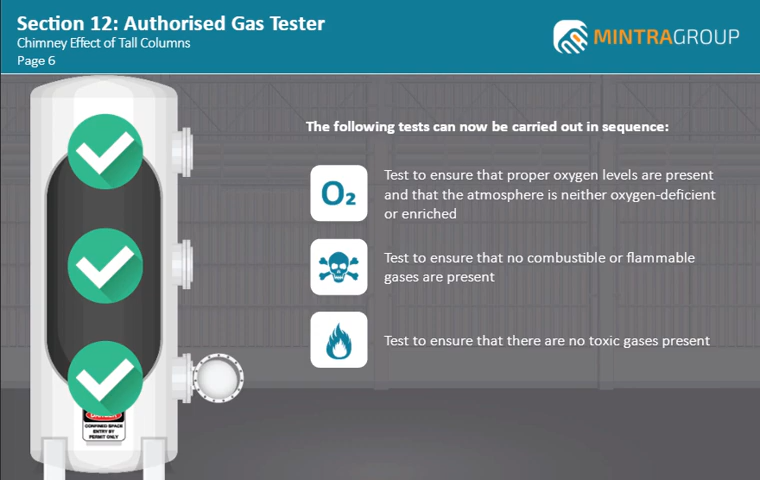 Section 12: Authorised Gas Tester
Chimney Effect of Tall Columns
Page 6
MINTRAGROUP
The following tests can now be carried out in sequence:
O₂
Test to ensure that proper oxygen levels are present
and that the atmosphere is neither oxygen-deficient
or enriched
Test to ensure that no combustible or flammable
gases are present
Test to ensure that there are no toxic gases present
DANGER
CONFINED SPACE
ENTRY BY
PERMIT ONLY